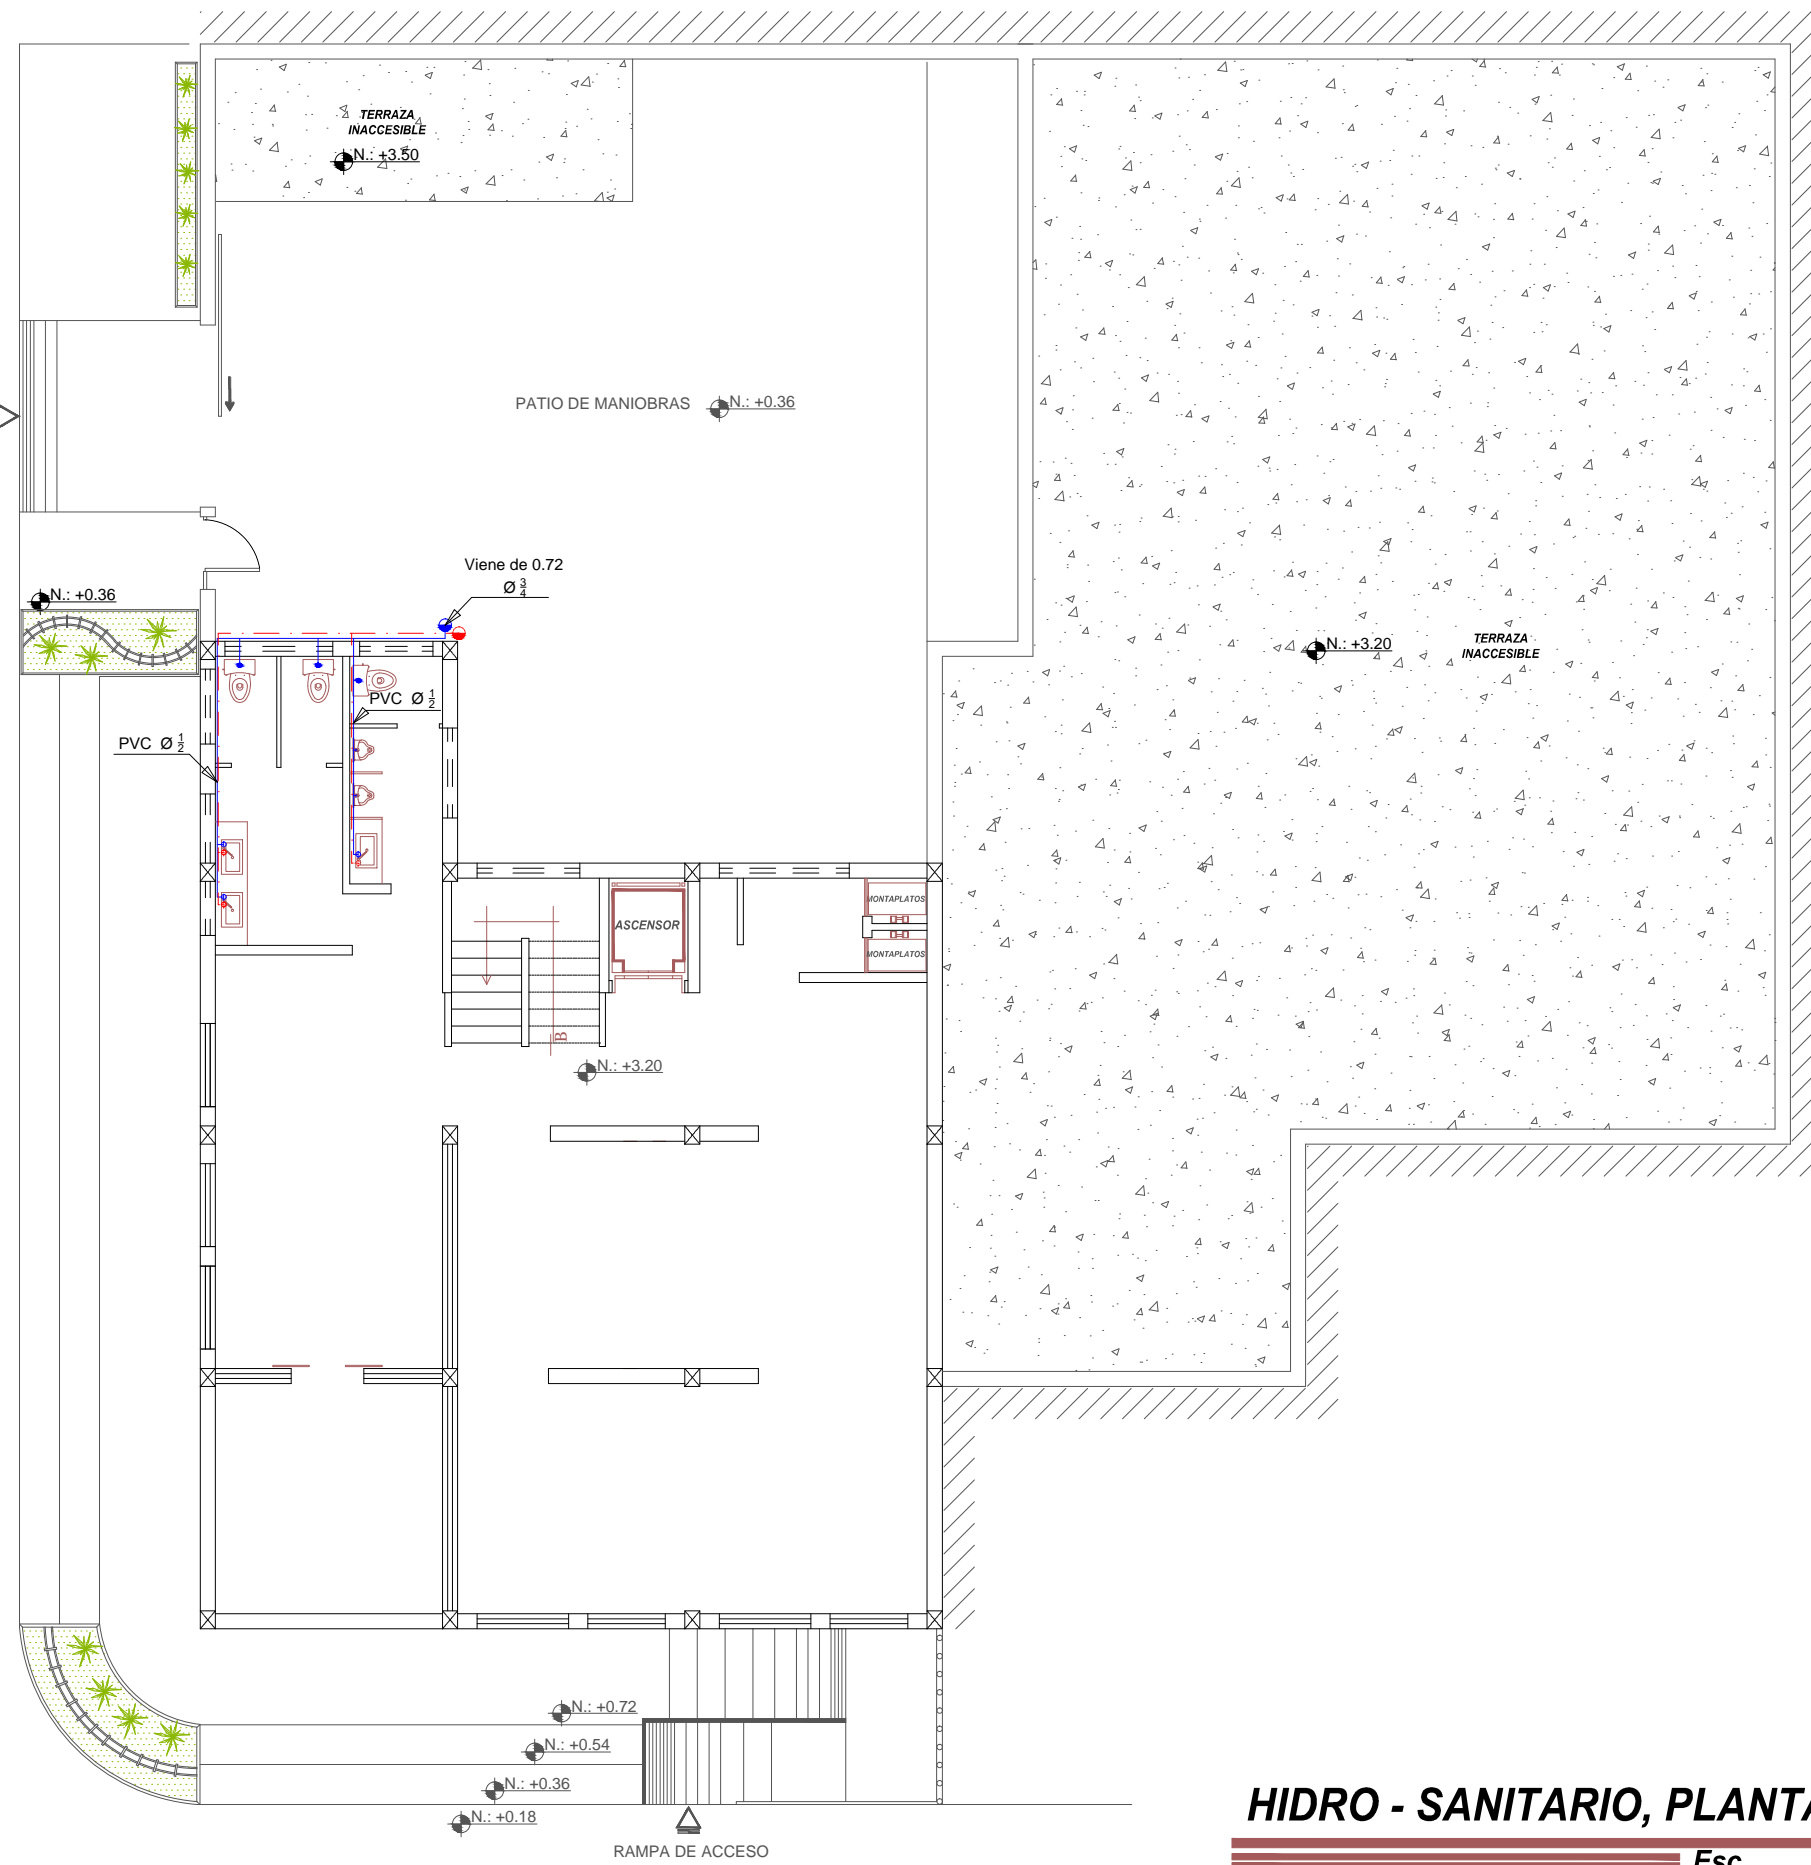 TERRAZA
INACCESIBLE
N.: +3.50
PATIO DE MANIOBRAS
N.: +0.36
Viene de 0.72
Ø 3/4
N.: +0.36
N.: +3.20
TERRAZA
INACCESIBLE
PVC Ø 1/2
PVC Ø 1/2
MONTAPLATOS
ASCENSOR
MONTAPLATOS
B
N.: +3.20
N.: +0.72
N.: +0.54
N.: +0.36
N.: +0.18
RAMPA DE ACCESO
HIDRO - SANITARIO, PLANTA
Esc